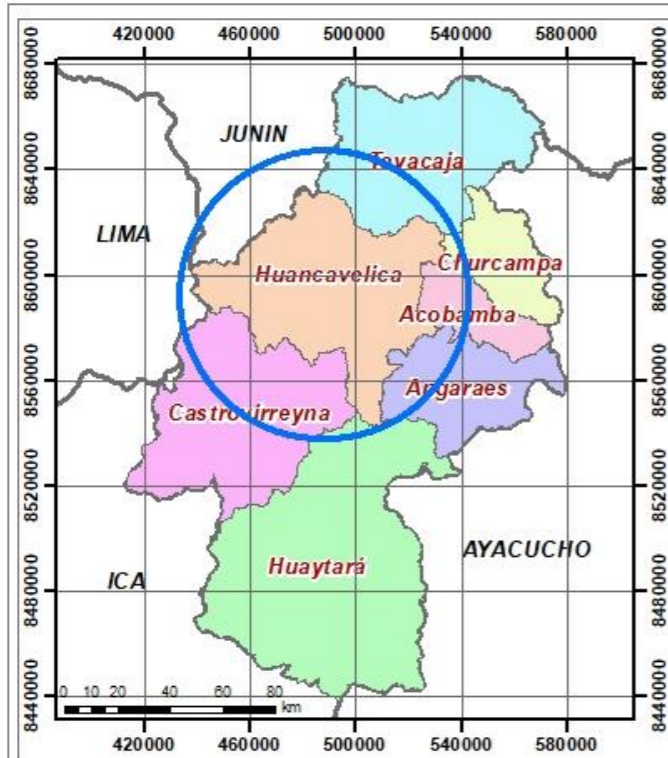 420000 460000 500000 540000 580000
8680000 8680000
JUNIN
Tayacaja
8640000 8640000
LIMA
Huancavelica
Churcampa
8600000 8600000
Acobamba
Angaraes
8560000 8560000
Castrovirreyna
8520000 8520000
AYACUCHO
Huaytará
ICA
8480000 8480000
0 10 20 40 60 80
km
8440000 8440000
420000 460000 500000 540000 580000